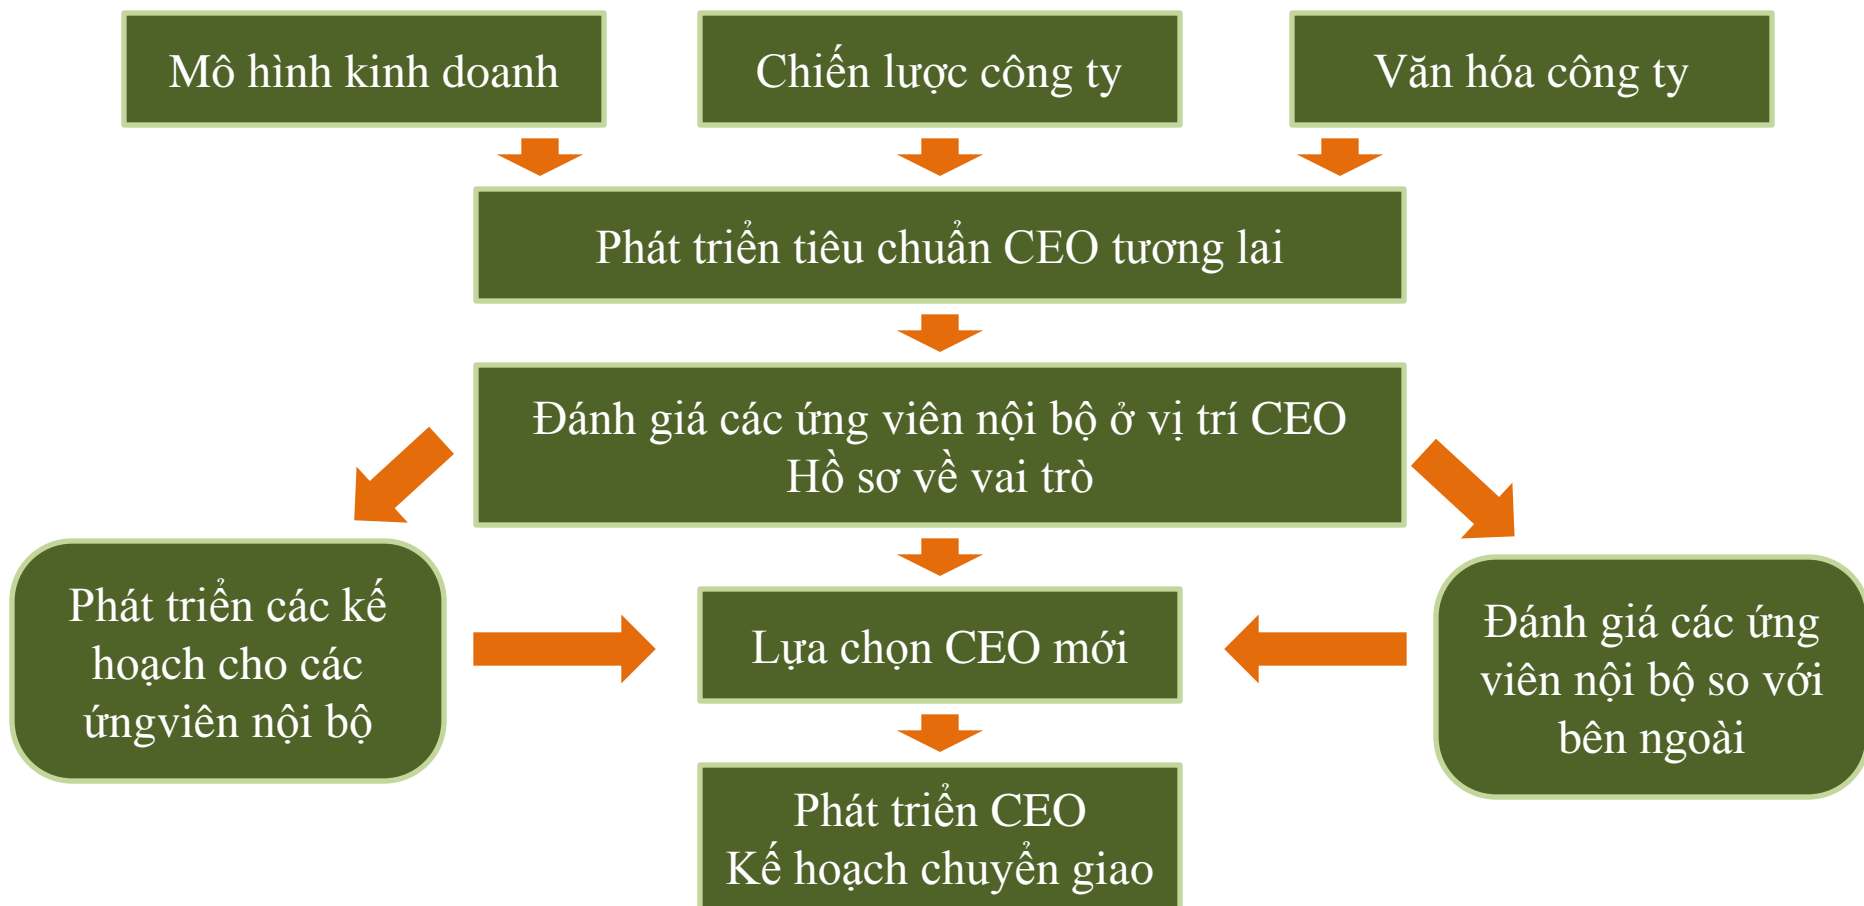 Mô hình kinh doanh
Chiến lược công ty
Văn hóa công ty
Phát triển tiêu chuẩn CEO tương lai
Đánh giá các ứng viên nội bộ ở vị trí CEO
Hồ sơ về vai trò
Phát triển các kế
hoạch cho các
ứngviên nội bộ
Lựa chọn CEO mới
Đánh giá các ứng
viên nội bộ so với
bên ngoài
Phát triển CEO
Kế hoạch chuyển giao